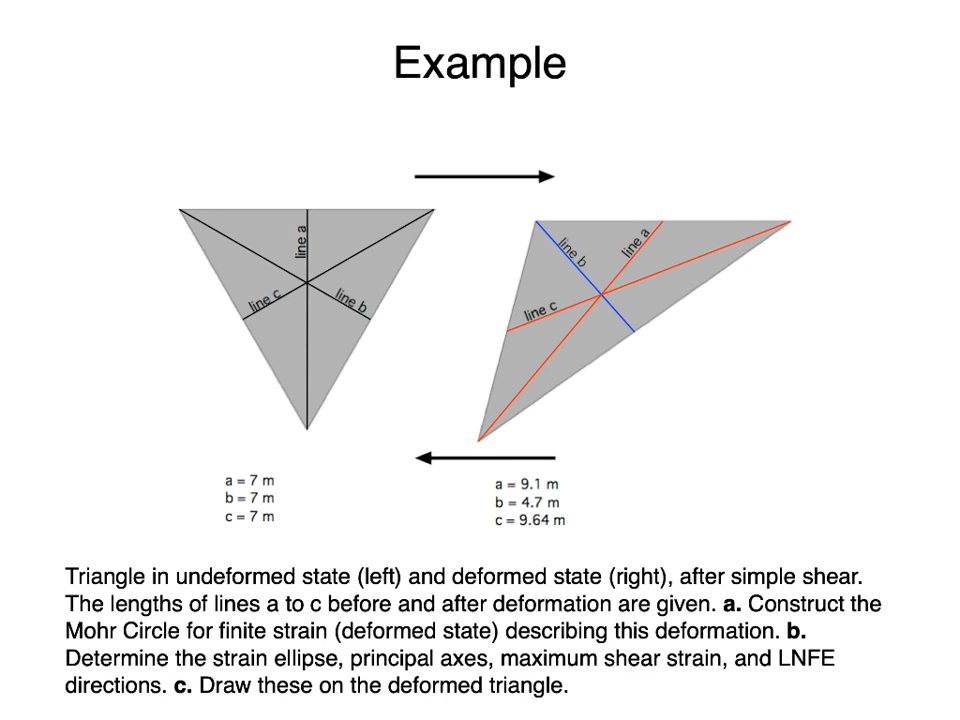 Example
line a
line c
line b
line b
line a
line c
a = 7 m
b = 7 m
c = 7 m
a = 9.1 m
b = 4.7 m
c = 9.64 m
Triangle in undeformed state (left) and deformed state (right), after simple shear.
The lengths of lines a to c before and after deformation are given. a. Construct the
Mohr Circle for finite strain (deformed state) describing this deformation. b.
Determine the strain ellipse, principal axes, maximum shear strain, and LNFE
directions. c. Draw these on the deformed triangle.